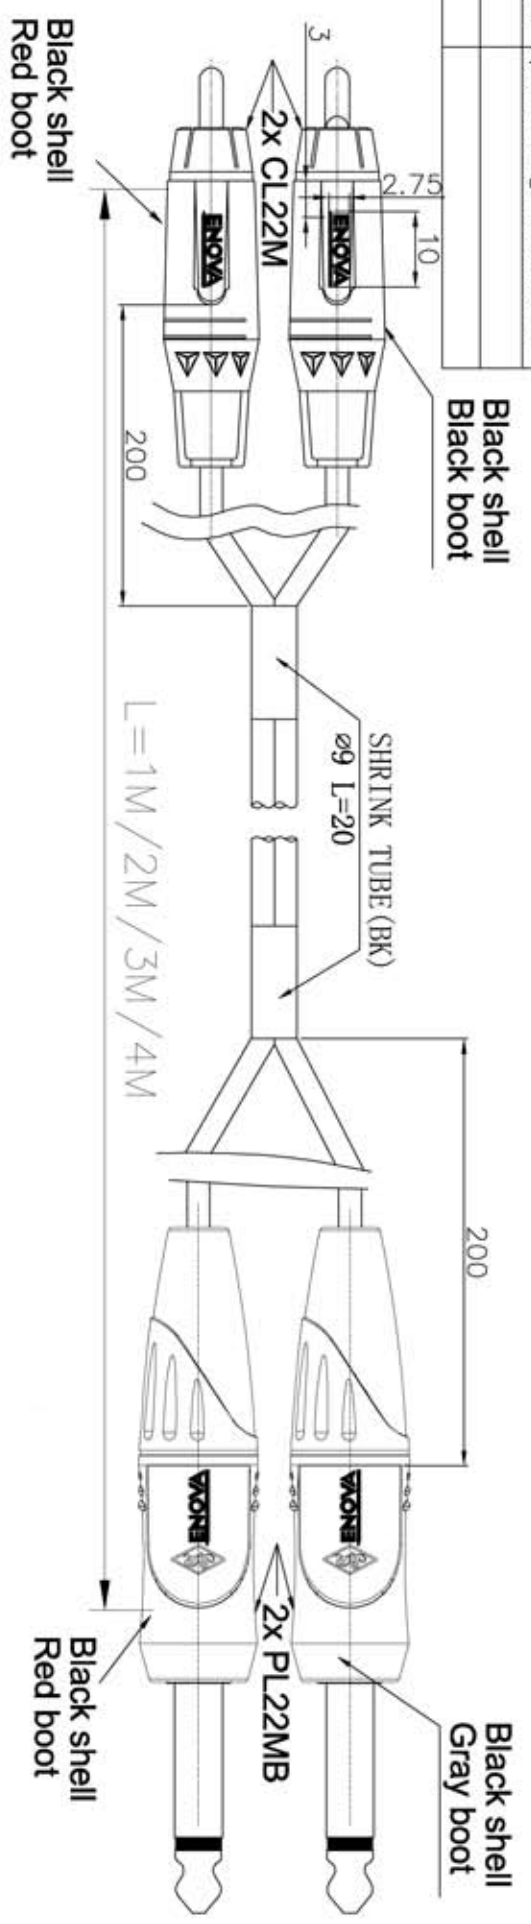 Black shell
Red boot
3
2x CL22M
2.75
10
ENOVA
ENOVA
Black shell
Black boot
200
SHRINK TUBE(BK)
ø9 L=20
L=1M/2M/3M/4M
200
ENOVA
ENOVA
2x PL22MB
Black shell
Red boot
Black shell
Gray boot